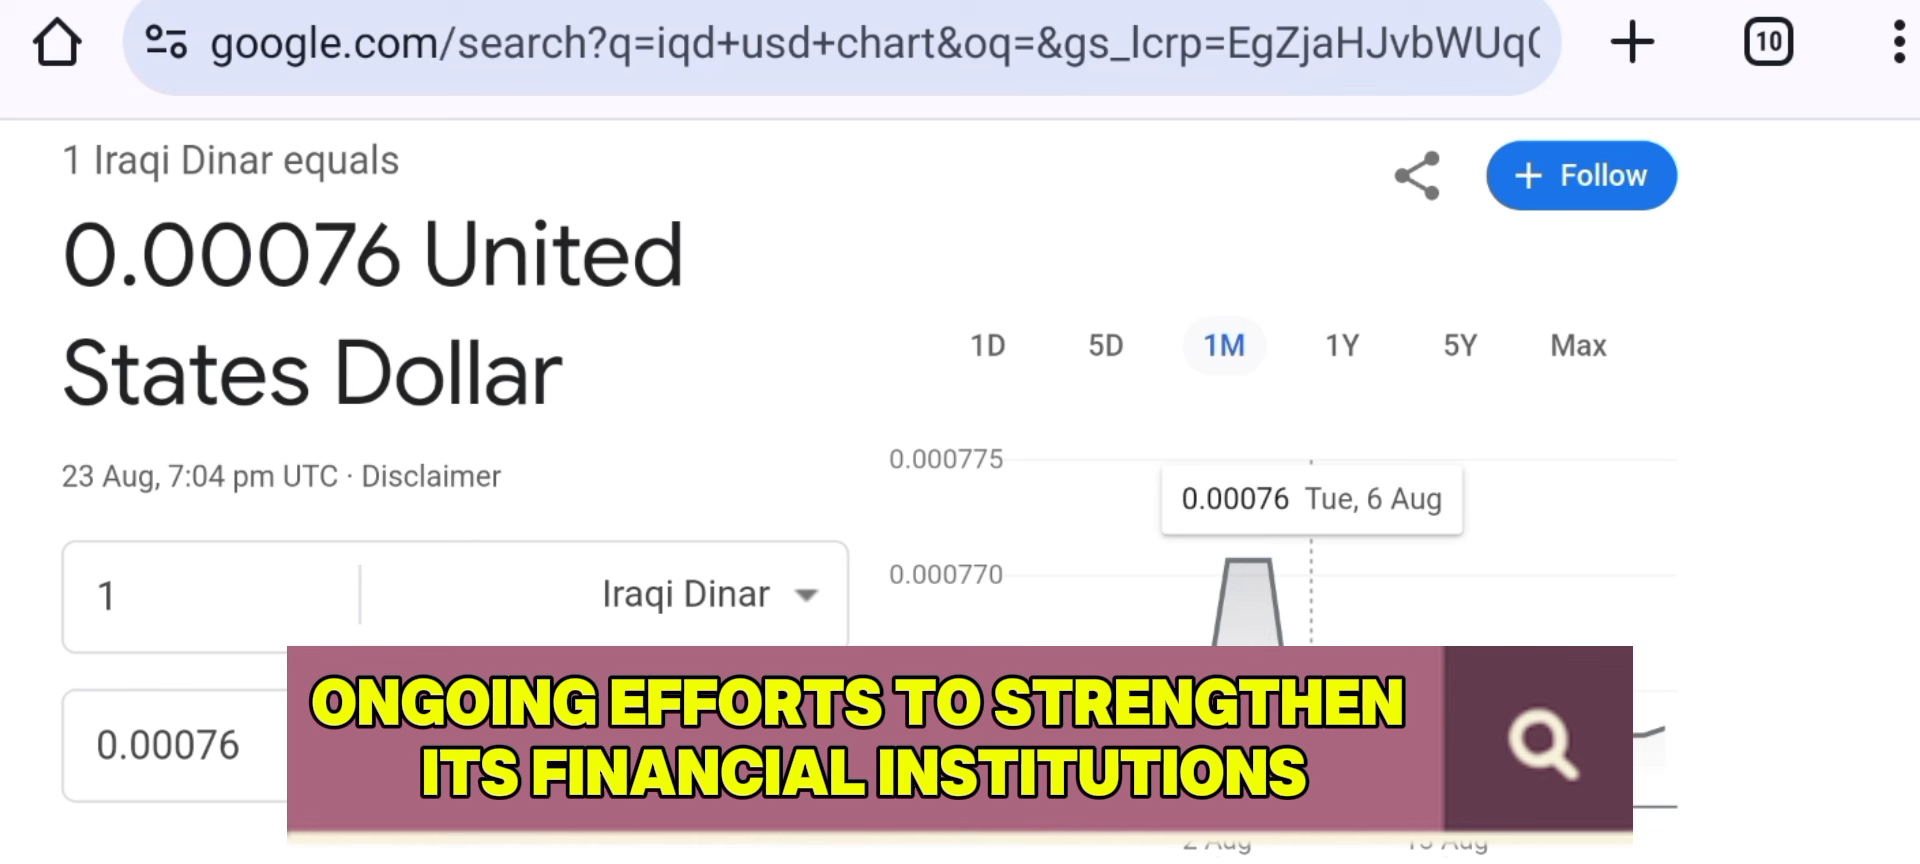 google.com/search?q=iqd+usd+chart&oq=&gs_lcrp=EgZjaHJvbWUq
10
1 Iraqi Dinar equals
0.00076 United
States Dollar
Follow
1D 5D 1M 1Y 5Y Max
23 Aug, 7:04 pm UTC · Disclaimer
0.000775
0.00076 Tue, 6 Aug
0.000770
1 Iraqi Dinar
0.00076
ONGOING EFFORTS TO STRENGTHEN
ITS FINANCIAL INSTITUTIONS
2 Aug